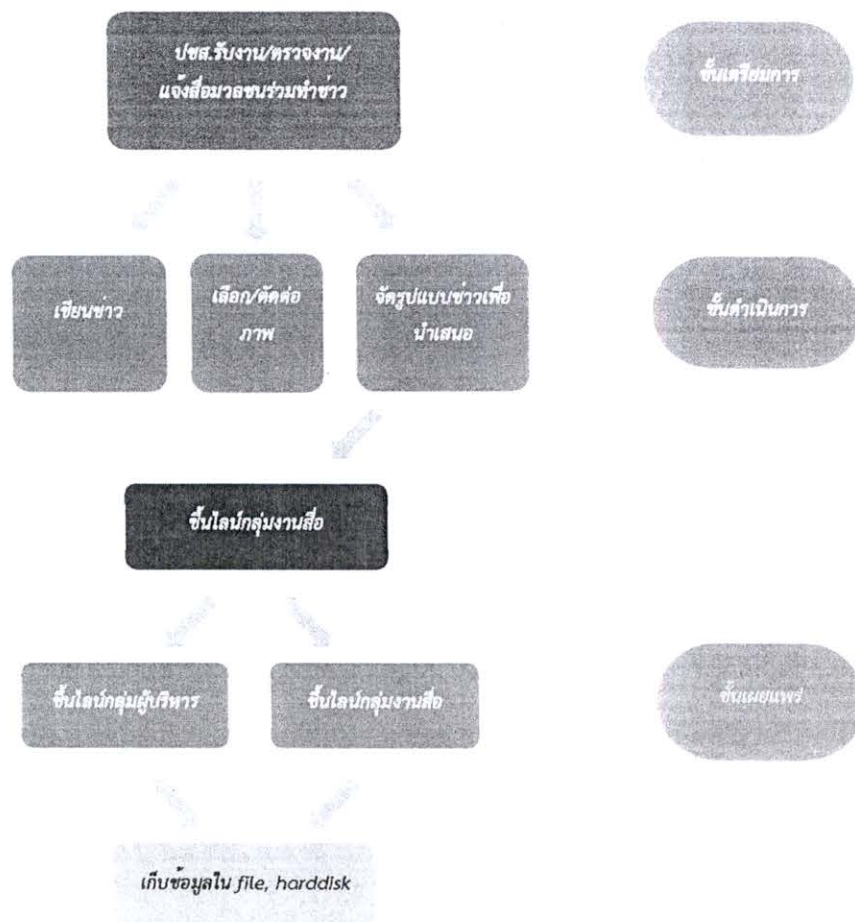 ปชส.รับงาน/ตรวจงาน/
แจ้งสื่อมวลชนร่วมทำข่าว
ขั้นเตรียมการ
เขียนข่าว
เลือก/ตัดต่อ
ภาพ
จัดรูปแบบข่าวเพื่อ
นำเสนอ
ขั้นดำเนินการ
ขึ้นไลน์กลุ่มงานสื่อ
ขึ้นไลน์กลุ่มผู้บริหาร
ขึ้นไลน์กลุ่มงานสื่อ
ขั้นเผยแพร่
เก็บข้อมูลใน file, harddisk